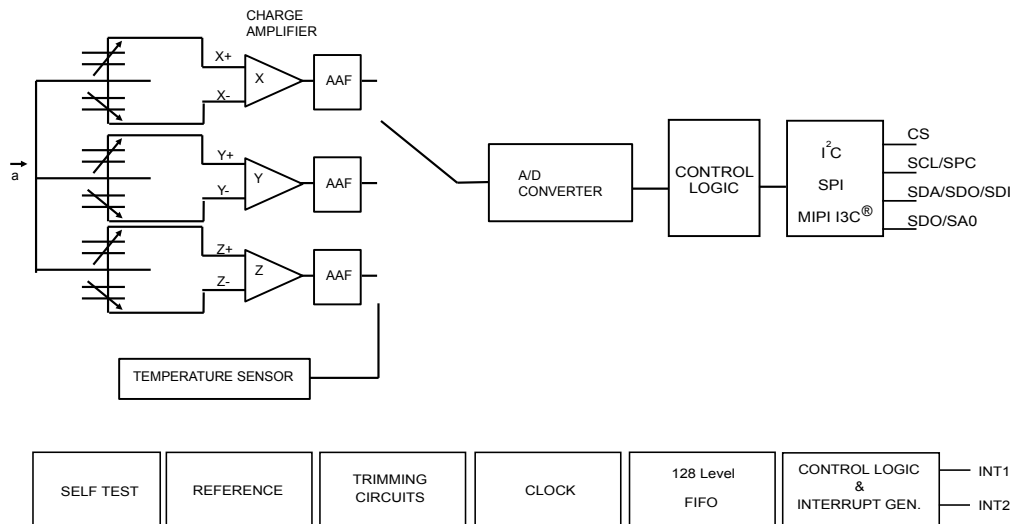 CHARGE
AMPLIFIER
X+
X
X-
AAF
a
Y+
Y
Y-
AAF
Z+
Z
Z-
AAF
TEMPERATURE SENSOR
A/D
CONVERTER
CONTROL
LOGIC
I²C
SPI
MIPI I3C®
CS
SCL/SPC
SDA/SDO/SDI
SDO/SA0
SELF TEST
REFERENCE
TRIMMING
CIRCUITS
CLOCK
128 Level
FIFO
CONTROL LOGIC
&
INTERRUPT GEN.
INT1
INT2